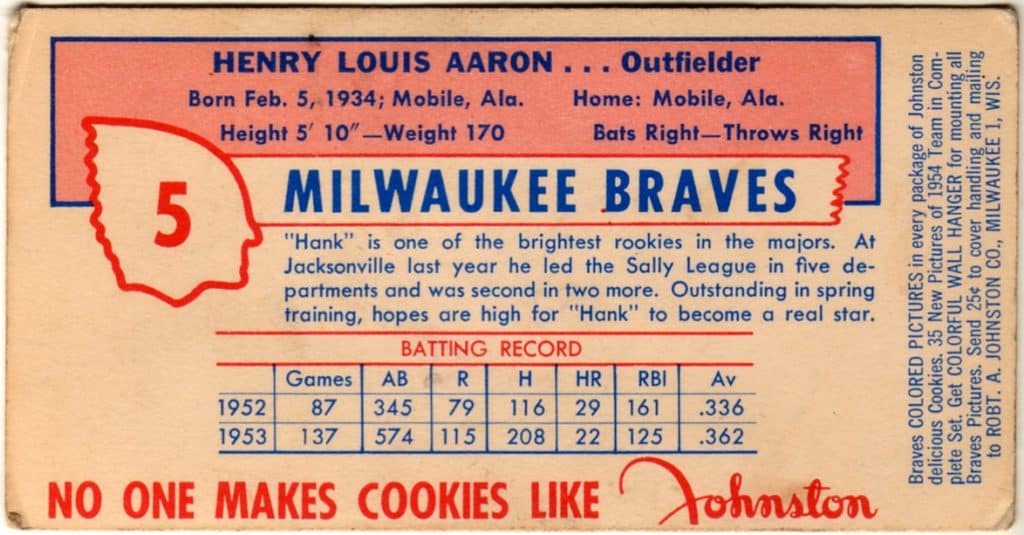 HENRY LOUIS AARON . . . Outfielder
Born Feb. 5, 1934; Mobile, Ala. Home: Mobile, Ala.
Height 5' 10"—Weight 170 Bats Right—Throws Right
5
MILWAUKEE BRAVES
"Hank" is one of the brightest rookies in the majors. At
Jacksonville last year he led the Sally League in five de-
partments and was second in two more. Outstanding in spring
training, hopes are high for "Hank" to become a real star.
BATTING RECORD
Games AB R H HR RBI Av
1952 87 345 79 116 29 161 .336
1953 137 574 115 208 22 125 .362
NO ONE MAKES COOKIES LIKE Johnston
Braves COLORED PICTURES in every package of Johnston
delicious Cookies. 35 New Pictures of 1954 Team in Com-
plete Set. Get COLORFUL WALL HANGER for mounting all
Braves Pictures. Send 25¢ to cover handling and mailing
to ROBT. A. JOHNSTON CO., MILWAUKEE 1, WIS.